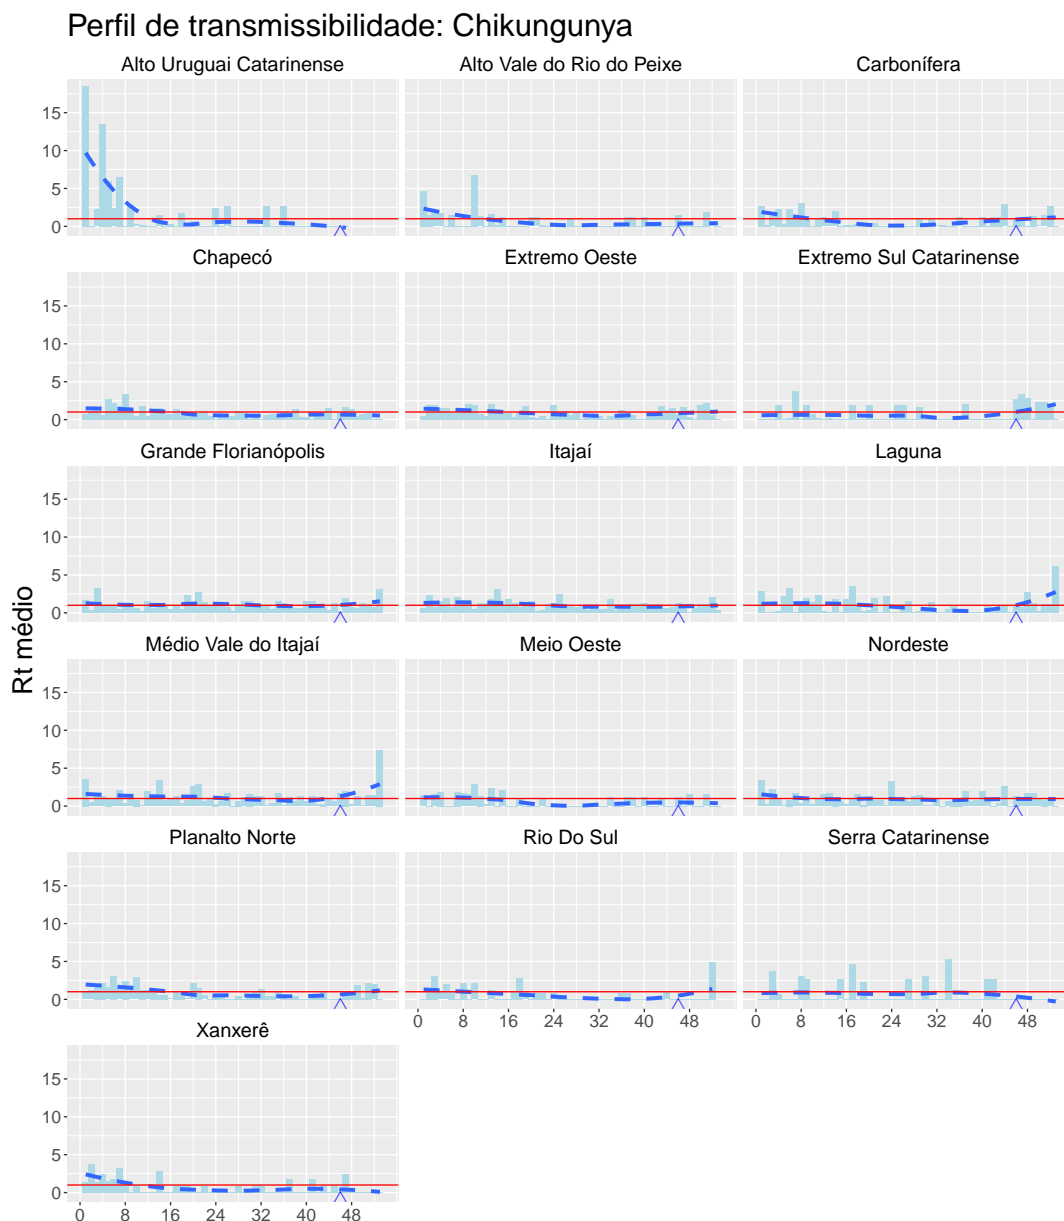 Perfil de transmissibilidade: Chikungunya
Alto Uruguai Catarinense Alto Vale do Rio do Peixe Carbonífera
15
10
5
0
Chapecó Extremo Oeste Extremo Sul Catarinense
15
10
5
0
Grande Florianópolis Itajaí Laguna
15
10
5
0
Rt médio
Médio Vale do Itajaí Meio Oeste Nordeste
15
10
5
0
Planalto Norte Rio Do Sul Serra Catarinense
15
10
5
0
0 8 16 24 32 40 48 0 8 16 24 32 40 48
Xanxerê
15
10
5
0
0 8 16 24 32 40 48